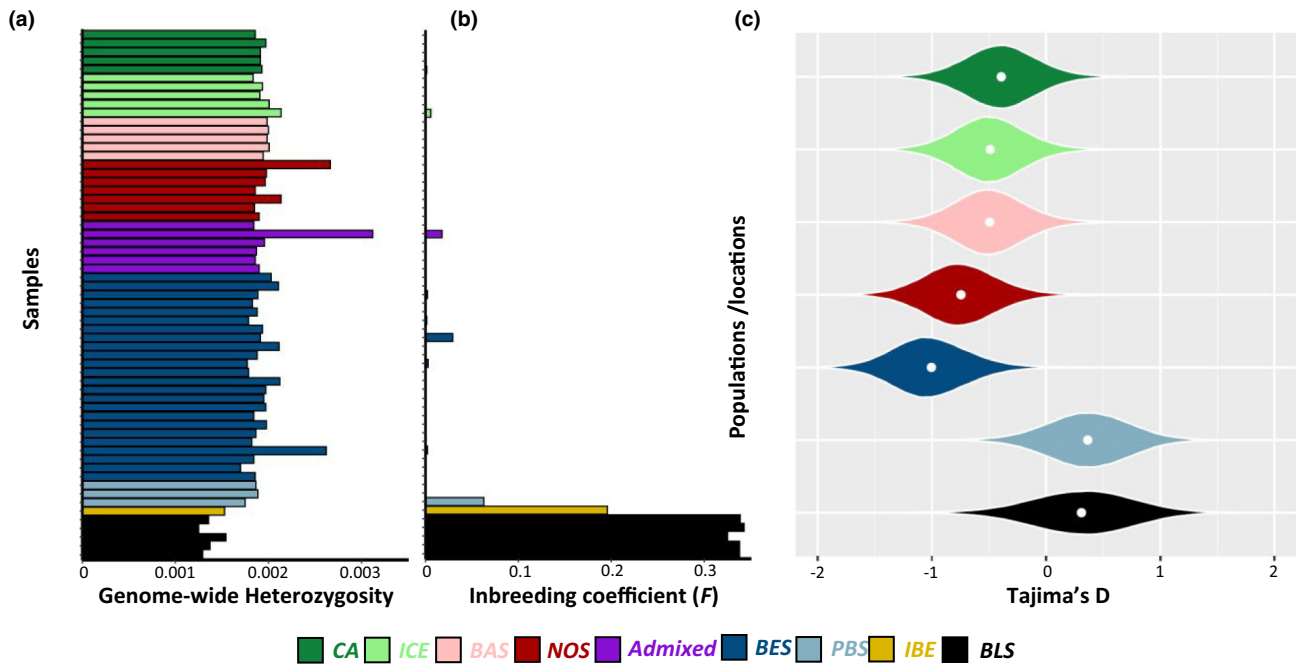 (a)
(b)
(c)
Samples
Populations /locations
0 0.001 0.002 0.003
0 0.1 0.2 0.3
-2 -1 0 1 2
Genome-wide Heterozygosity
Inbreeding coefficient (F)
Tajima's D
CA ICE BAS NOS Admixed BES PBS IBE BLS